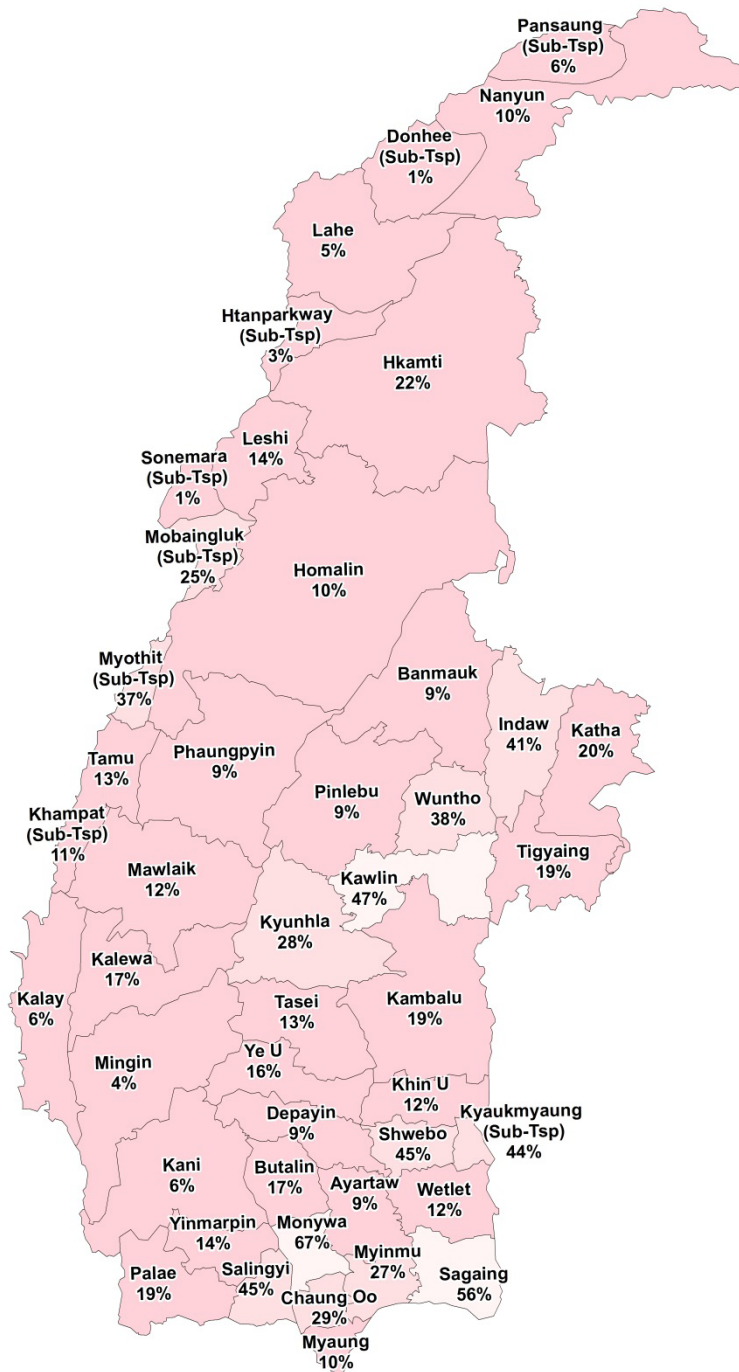 Pansaung
(Sub-Tsp)
6%
Nanyun
10%
Donhee
(Sub-Tsp)
1%
Lahe
5%
Htanparkway
(Sub-Tsp)
3%
Hkamti
22%
Leshi
14%
Sonemara
(Sub-Tsp)
1%
Mobaingluk
(Sub-Tsp)
25%
Homalin
10%
Myothit
(Sub-Tsp)
37%
Banmauk
9%
Indaw
41%
Katha
20%
Tamu
13%
Phaungpyin
9%
Pinlebu
9%
Wuntho
38%
Khampat
(Sub-Tsp)
11%
Mawlaik
12%
Kawlin
47%
Tigyaing
19%
Kyunhla
28%
Kalewa
17%
Kalay
6%
Tasei
13%
Kambalu
19%
Mingin
4%
Ye U
16%
Khin U
12%
Depayin
9%
Shwebo
45%
Kyaukmyaung
(Sub-Tsp)
44%
Kani
6%
Butalin
17%
Ayartaw
9%
Wetlet
12%
Yinmarpin
14%
Monywa
67%
Myinmu
27%
Sagaing
56%
Palae
19%
Salingyi
45%
Chaung Oo
29%
Myaung
10%